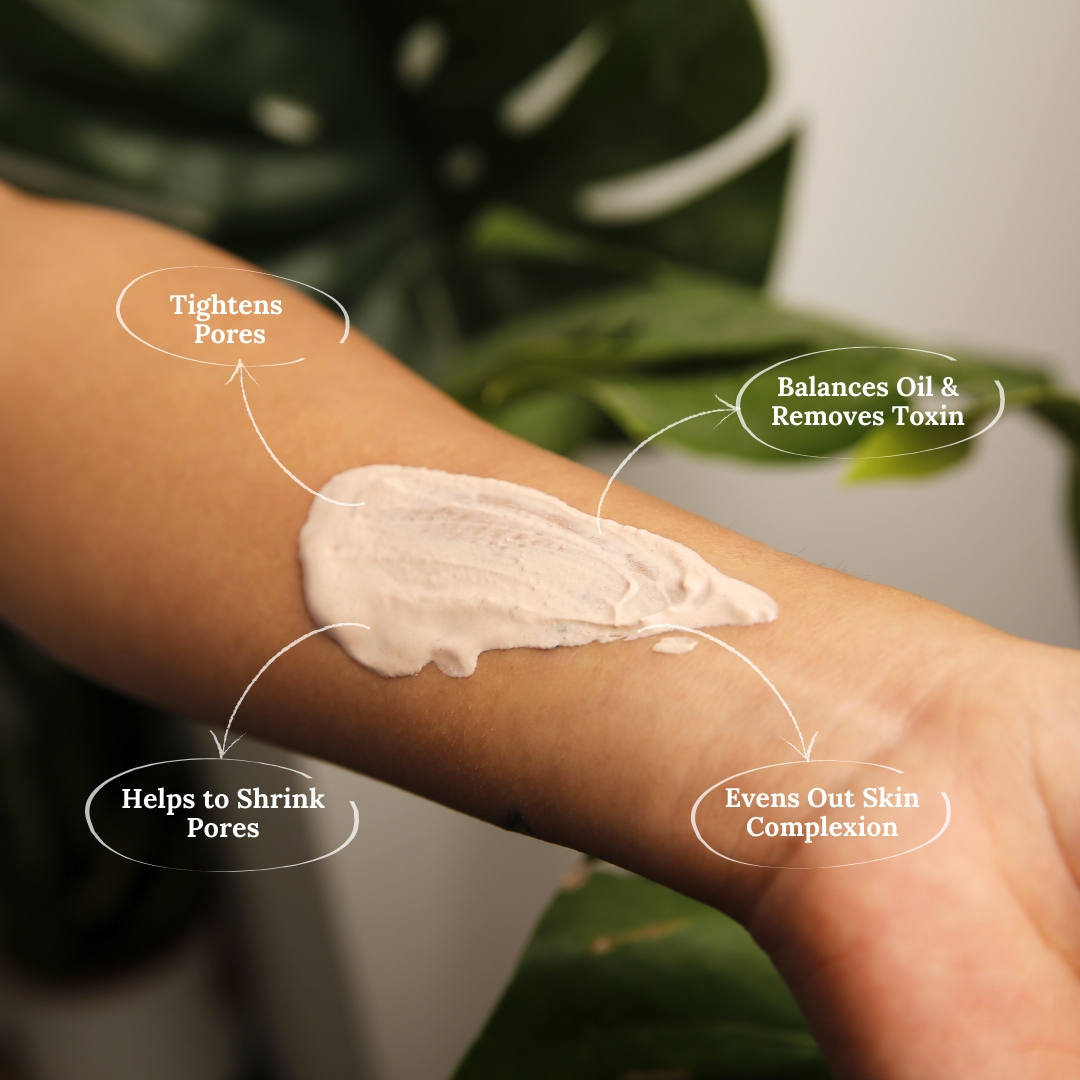 Tightens
Pores
Balances Oil &
Removes Toxin
Helps to Shrink
Pores
Evens Out Skin
Complexion